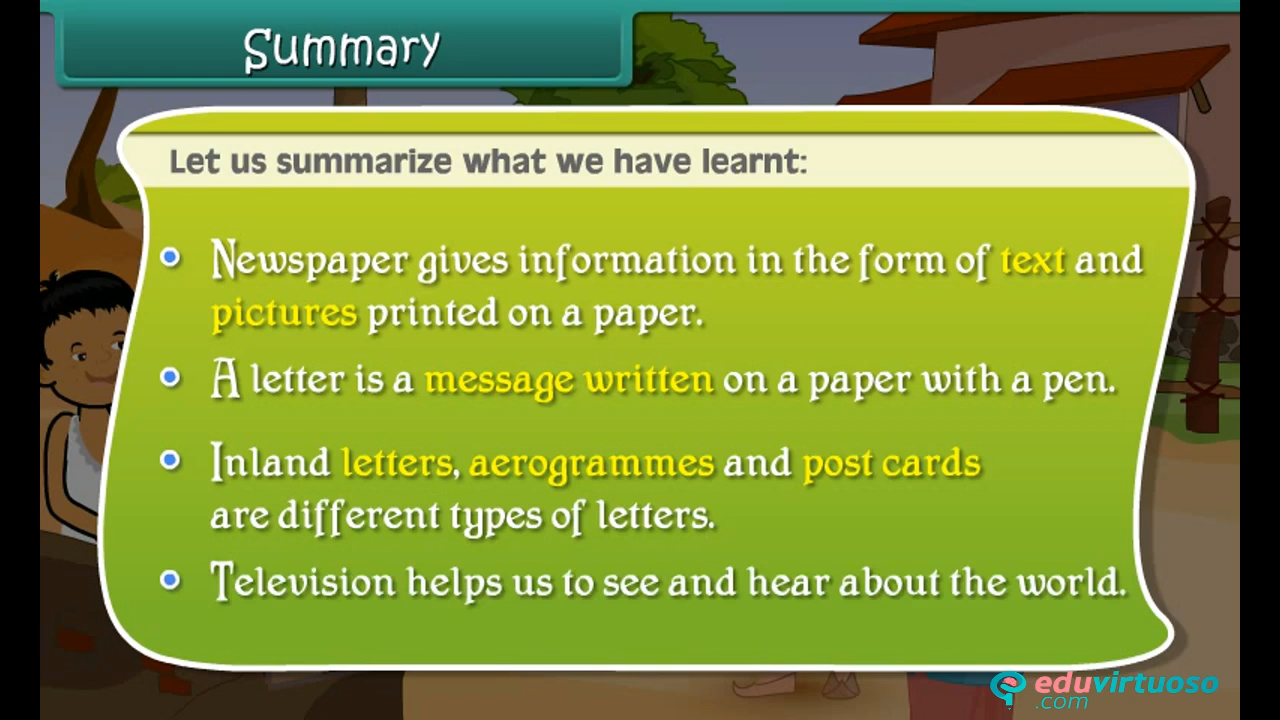 Summary
Let us summarize what we have learnt:
Newspaper gives information in the form of text and
pictures printed on a paper.
A letter is a message written on a paper with a pen.
Inland letters, aerogrammes and post cards
are different types of letters.
Television helps us to see and hear about the world.
eduvirtuoso
.com